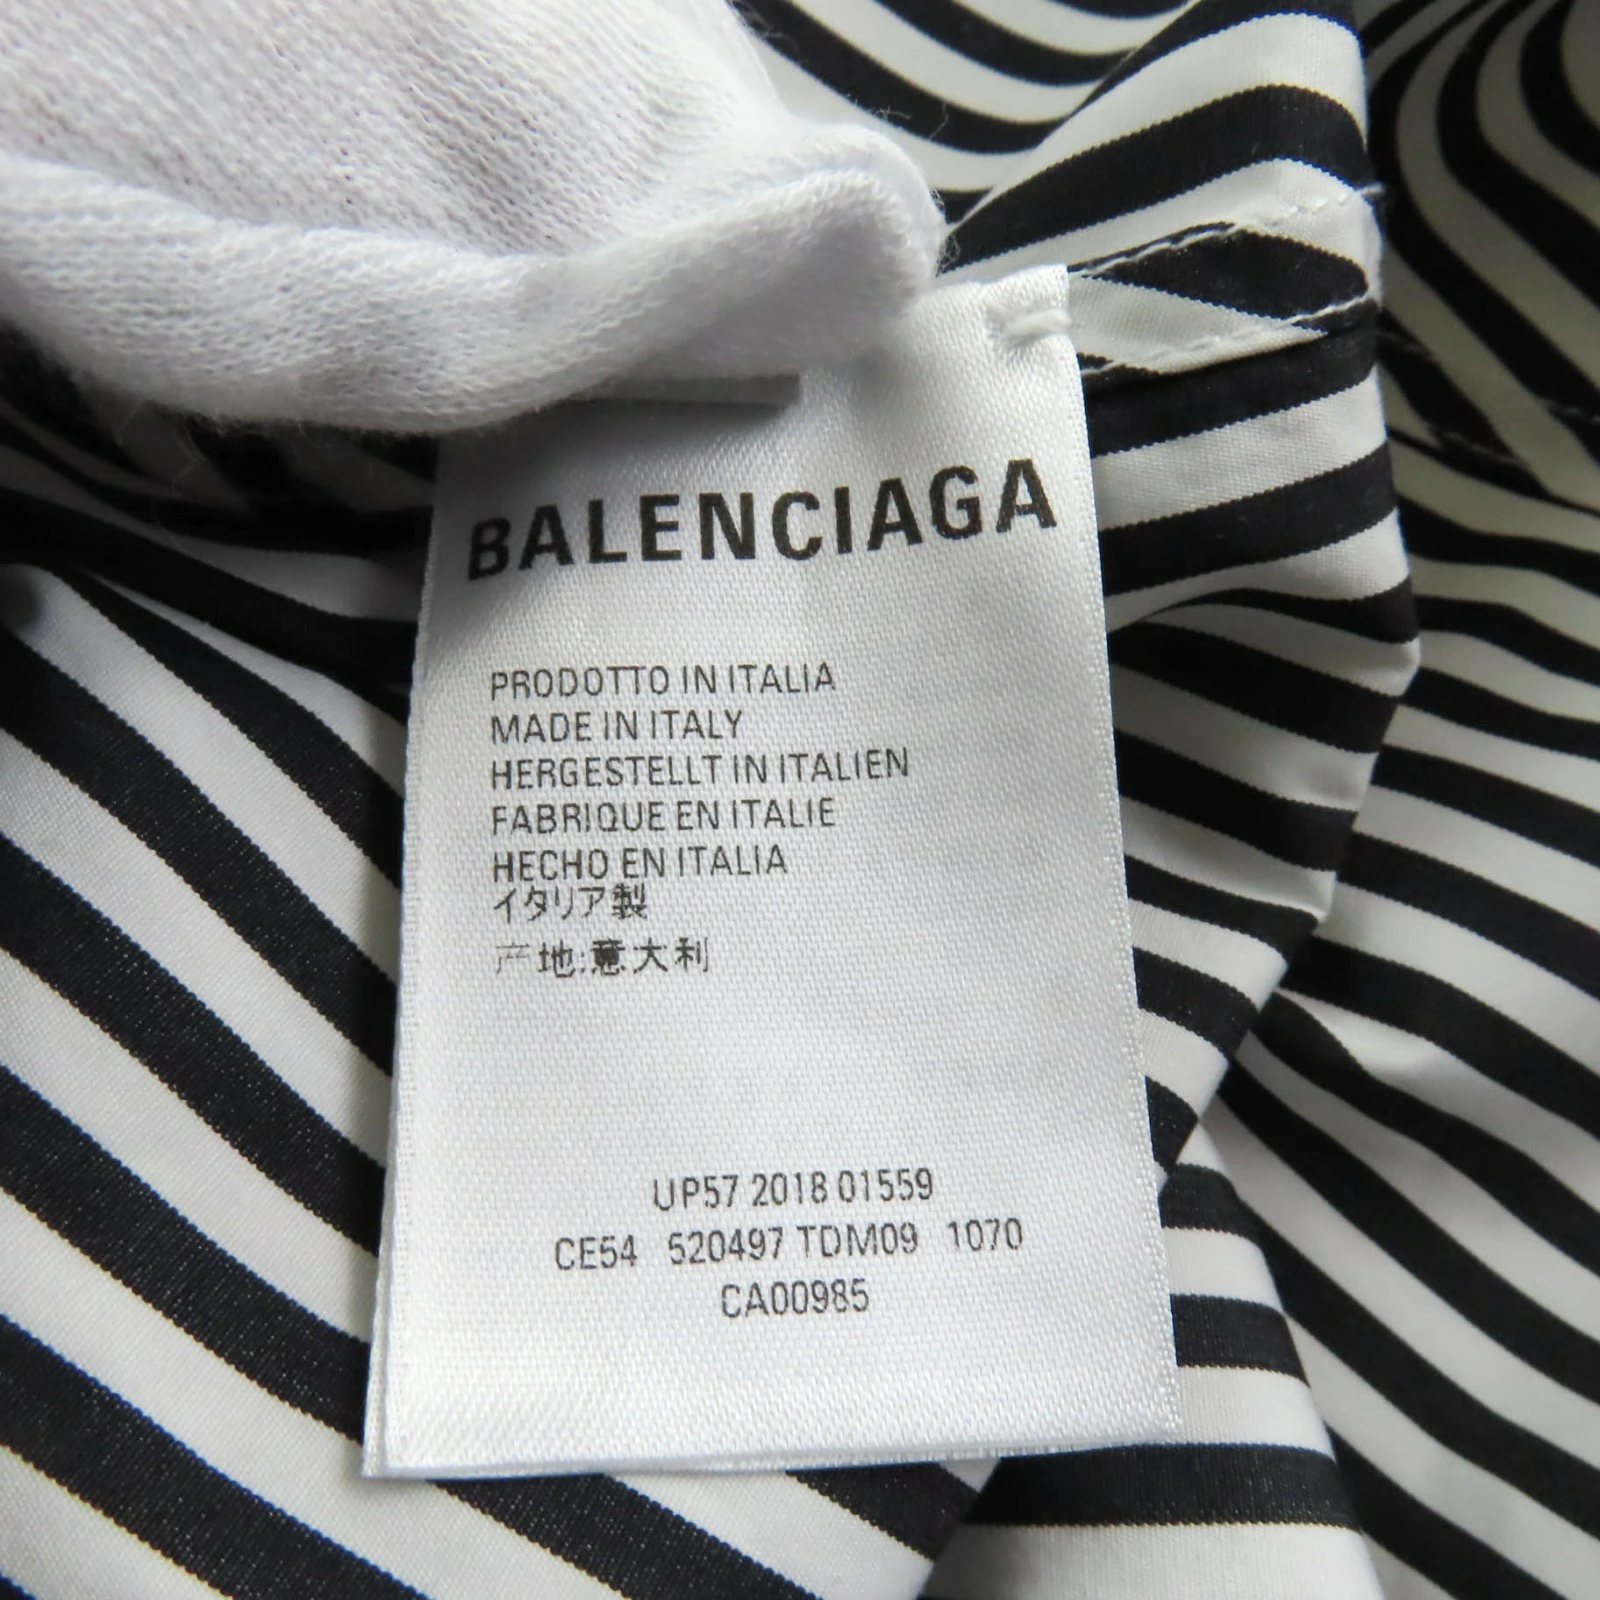 BALENCIAGA
PRODOTTO IN ITALIA
MADE IN ITALY
HERGESTELLT IN ITALIEN
FABRIQUE EN ITALIE
HECHO EN ITALIA
イタリア製
产地:意大利
UP57 2018 01559
CE54 520497 TDM09 1070
CA00985